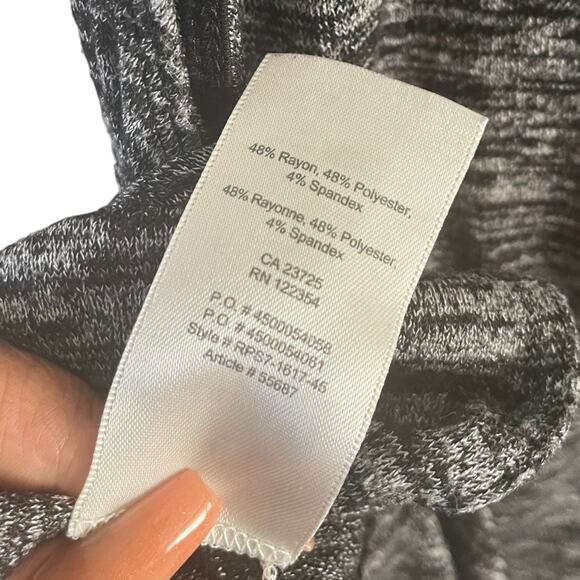 48% Rayon, 48% Polyester,
4% Spandex
48% Rayonne, 48% Polyester,
4% Spandex
CA 23725
RN 122354
P.O. # 4500054058
P.O. # 4500054061
Style # RPS7-1617-45
Article # 55687